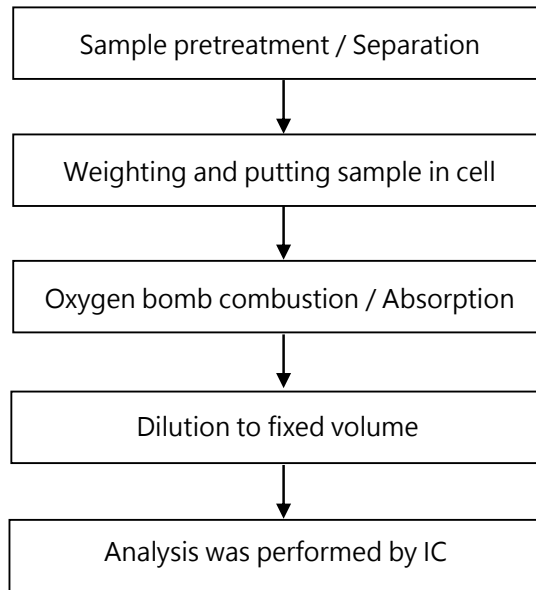 Sample pretreatment / Separation
Weighting and putting sample in cell
Oxygen bomb combustion / Absorption
Dilution to fixed volume
Analysis was performed by IC